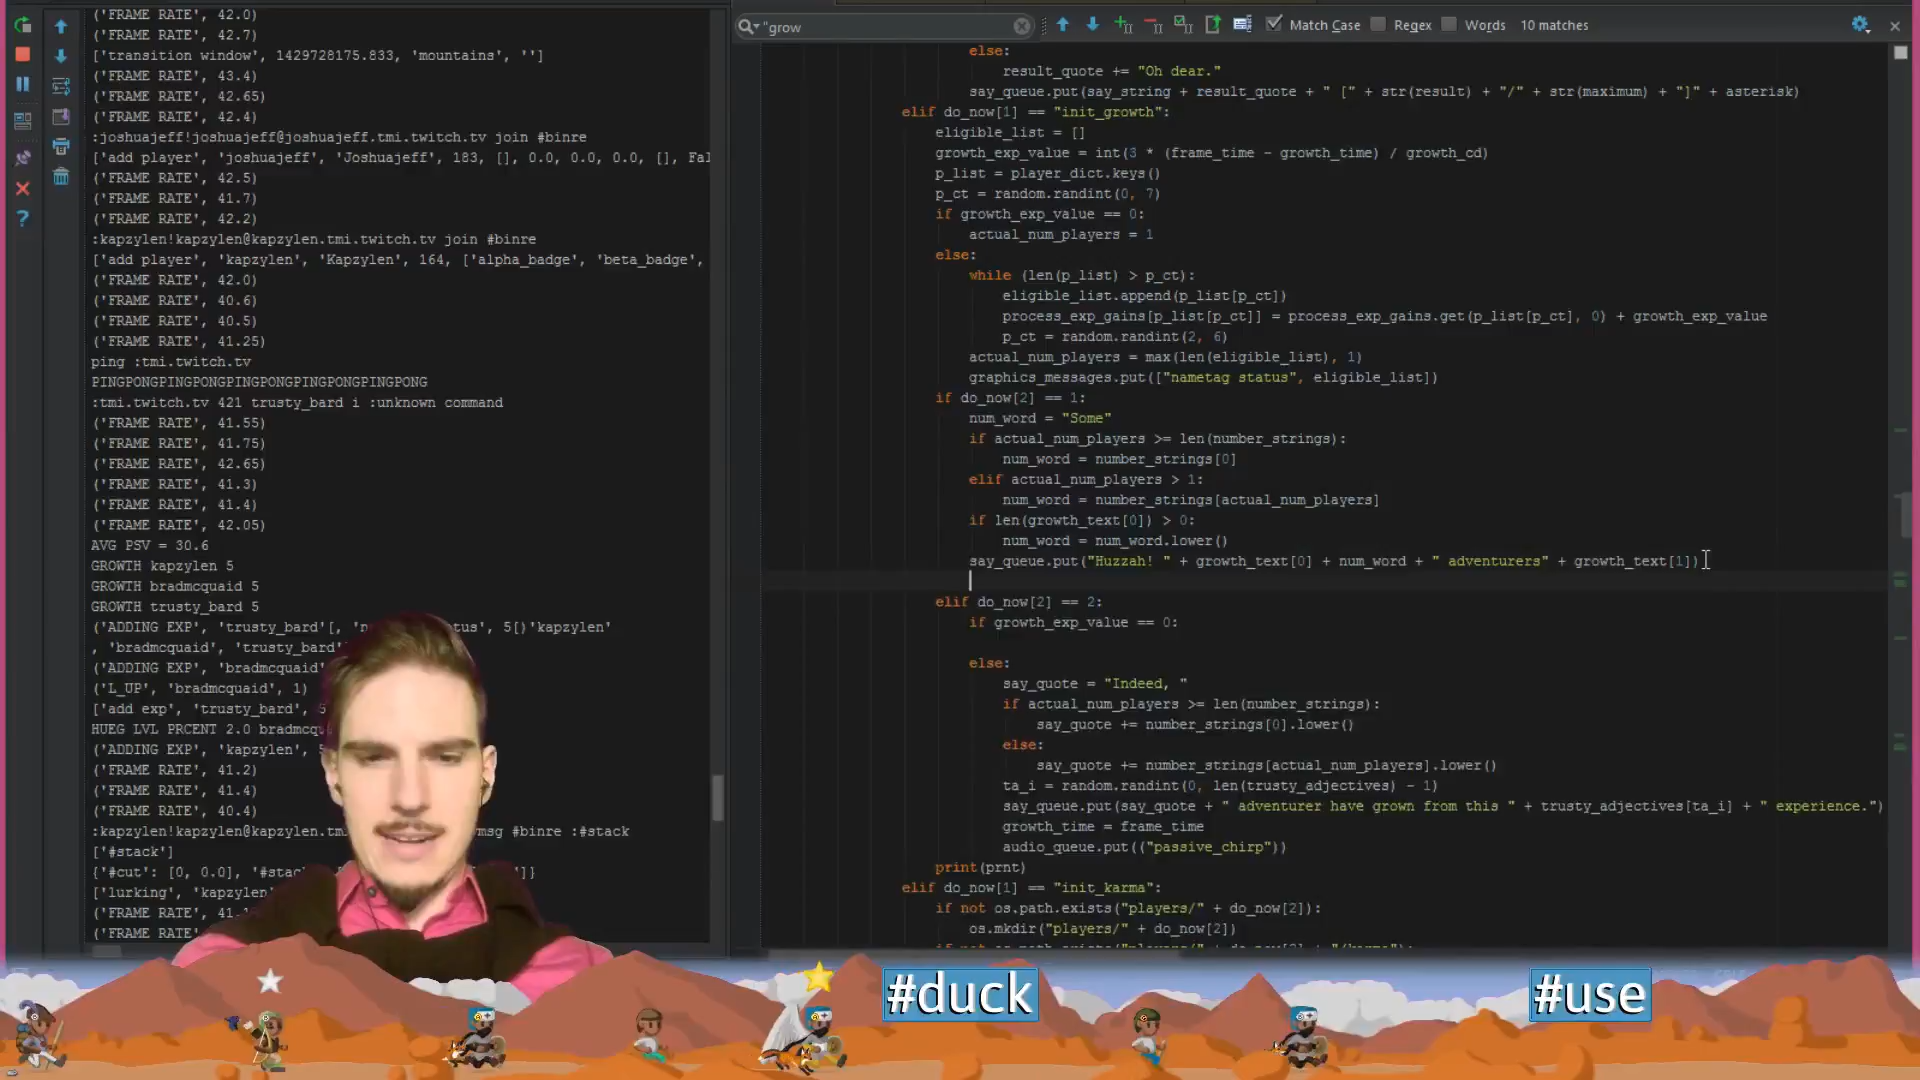 ('FRAME RATE', 42.0)
('FRAME RATE', 42.7)
['transition window', 1429728175.833, 'mountains', '']
('FRAME RATE', 43.4)
('FRAME RATE', 42.65)
('FRAME RATE', 42.4)
:joshuajeff!joshuajeff@joshuajeff.tmi.twitch.tv join #binre
['add player', 'joshuajeff', 'Joshuajeff', 183, [], 0.0, 0.0, 0.0, [], Fal
('FRAME RATE', 42.5)
('FRAME RATE', 41.7)
('FRAME RATE', 42.2)
:kapzylen!kapzylen@kapzylen.tmi.twitch.tv join #binre
['add player', 'kapzylen', 'Kapzylen', 164, ['alpha_badge', 'beta_badge',
('FRAME RATE', 42.0)
('FRAME RATE', 40.6)
('FRAME RATE', 40.5)
('FRAME RATE', 41.25)
ping :tmi.twitch.tv
PINGPONGPINGPONGPINGPONGPINGPONGPINGPONG
:tmi.twitch.tv 421 trusty_bard i :unknown command
('FRAME RATE', 41.55)
('FRAME RATE', 41.75)
('FRAME RATE', 42.65)
('FRAME RATE', 41.3)
('FRAME RATE', 41.4)
('FRAME RATE', 42.05)
AVG PSV = 30.6
GROWTH kapzylen 5
GROWTH bradmcquaid 5
GROWTH trusty_bard 5
('ADDING EXP', 'trusty_bard'[, 'n tus', 5[)'kapzylen'
, 'bradmcquaid', 'trusty_bard'
('ADDING EXP', 'bradmcquaid
('L_UP', 'bradmcquaid', 1)
['add exp', 'trusty_bard', 5
HUEG LVL PRCENT 2.0 bradmcqu
('ADDING EXP', 'kapzylen', 5
('FRAME RATE', 41.2)
('FRAME RATE', 41.4)
('FRAME RATE', 40.4)
:kapzylen!kapzylen@kapzylen.tm msg #binre :#stack
['#stack']
{'#cut': [0, 0.0], '#stac ']}
['lurking', 'kapzylen
('FRAME RATE', 41.
('FRAME RATE',
"grow
Match Case
Regex
Words
10 matches
else:
result_quote += "Oh dear."
say_queue.put(say_string + result_quote + " [" + str(result) + "/" + str(maximum) + "]" + asterisk)
elif do_now[1] == "init_growth":
eligible_list = []
growth_exp_value = int(3 * (frame_time - growth_time) / growth_cd)
p_list = player_dict.keys()
p_ct = random.randint(0, 7)
if growth_exp_value == 0:
actual_num_players = 1
else:
while (len(p_list) > p_ct):
eligible_list.append(p_list[p_ct])
process_exp_gains[p_list[p_ct]] = process_exp_gains.get(p_list[p_ct], 0) + growth_exp_value
p_ct = random.randint(2, 6)
actual_num_players = max(len(eligible_list), 1)
graphics_messages.put(["nametag status", eligible_list])
if do_now[2] == 1:
num_word = "Some"
if actual_num_players >= len(number_strings):
num_word = number_strings[0]
elif actual_num_players > 1:
num_word = number_strings[actual_num_players]
if len(growth_text[0]) > 0:
num_word = num_word.lower()
say_queue.put("Huzzah! " + growth_text[0] + num_word + " adventurers" + growth_text[1])
elif do_now[2] == 2:
if growth_exp_value == 0:
else:
say_quote = "Indeed, "
if actual_num_players >= len(number_strings):
say_quote += number_strings[0].lower()
else:
say_quote += number_strings[actual_num_players].lower()
ta_i = random.randint(0, len(trusty_adjectives) - 1)
say_queue.put(say_quote + " adventurer have grown from this " + trusty_adjectives[ta_i] + " experience.")
growth_time = frame_time
audio_queue.put(("passive_chirp"))
print(prnt)
elif do_now[1] == "init_karma":
if not os.path.exists("players/" + do_now[2]):
os.mkdir("players/" + do_now[2])
#duck
#use